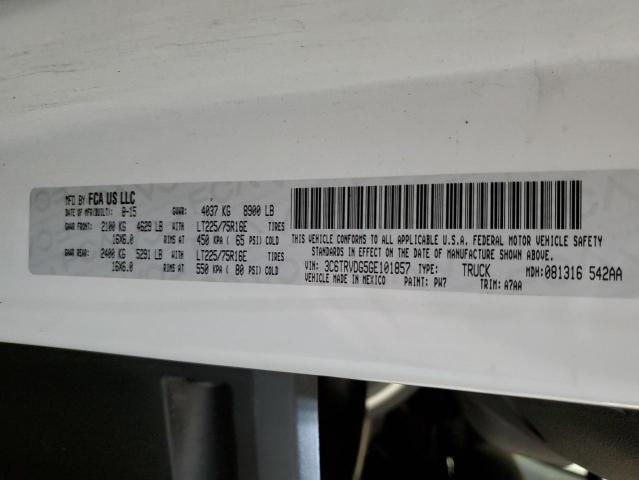 MFD BY FCA US LLC
DATE OF MFR(BUILT): 8-15 GVWR: 4037 KG 8900 LB
GAWR FRONT: 2100 KG 4629 LB WITH LT225/75R16E TIRES
16X6.0 RIMS AT 450 KPA ( 65 PSI) COLD
GAWR REAR: 2400 KG 5291 LB WITH LT225/75R16E TIRES
16X6.0 RIMS AT 550 KPA ( 80 PSI) COLD
THIS VEHICLE CONFORMS TO ALL APPLICABLE U.S.A. FEDERAL MOTOR VEHICLE SAFETY
STANDARDS IN EFFECT ON THE DATE OF MANUFACTURE SHOWN ABOVE.
VIN: 3C6TRVDG5GE101857 TYPE: TRUCK MDH: 081316 542AA
VEHICLE MADE IN MEXICO PAINT: PW7 TRIM: A7AA